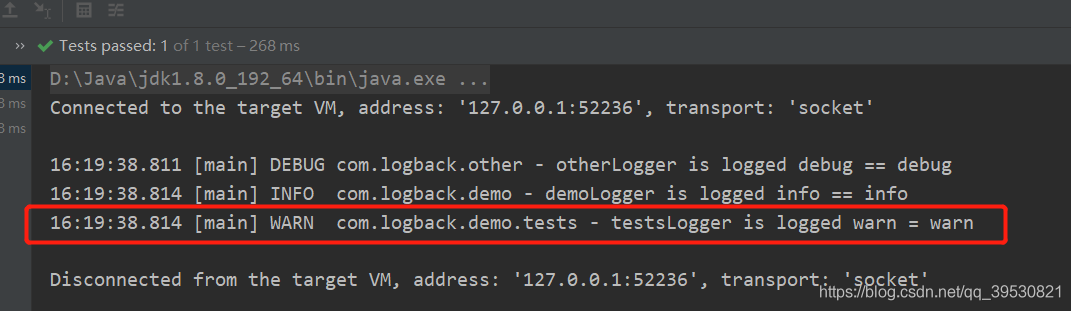 ›› Tests passed: 1 of 1 test – 268 ms
3 ms D:\Java\jdk1.8.0_192_64\bin\java.exe ...
3 ms Connected to the target VM, address: '127.0.0.1:52236', transport: 'socket'
3 ms
16:19:38.811 [main] DEBUG com.logback.other - otherLogger is logged debug == debug
16:19:38.814 [main] INFO  com.logback.demo - demoLogger is logged info == info
16:19:38.814 [main] WARN  com.logback.demo.tests - testsLogger is logged warn = warn
Disconnected from the target VM, address: '127.0.0.1:52236', transport: 'socket'
https://blog.csdn.net/qq_39530821